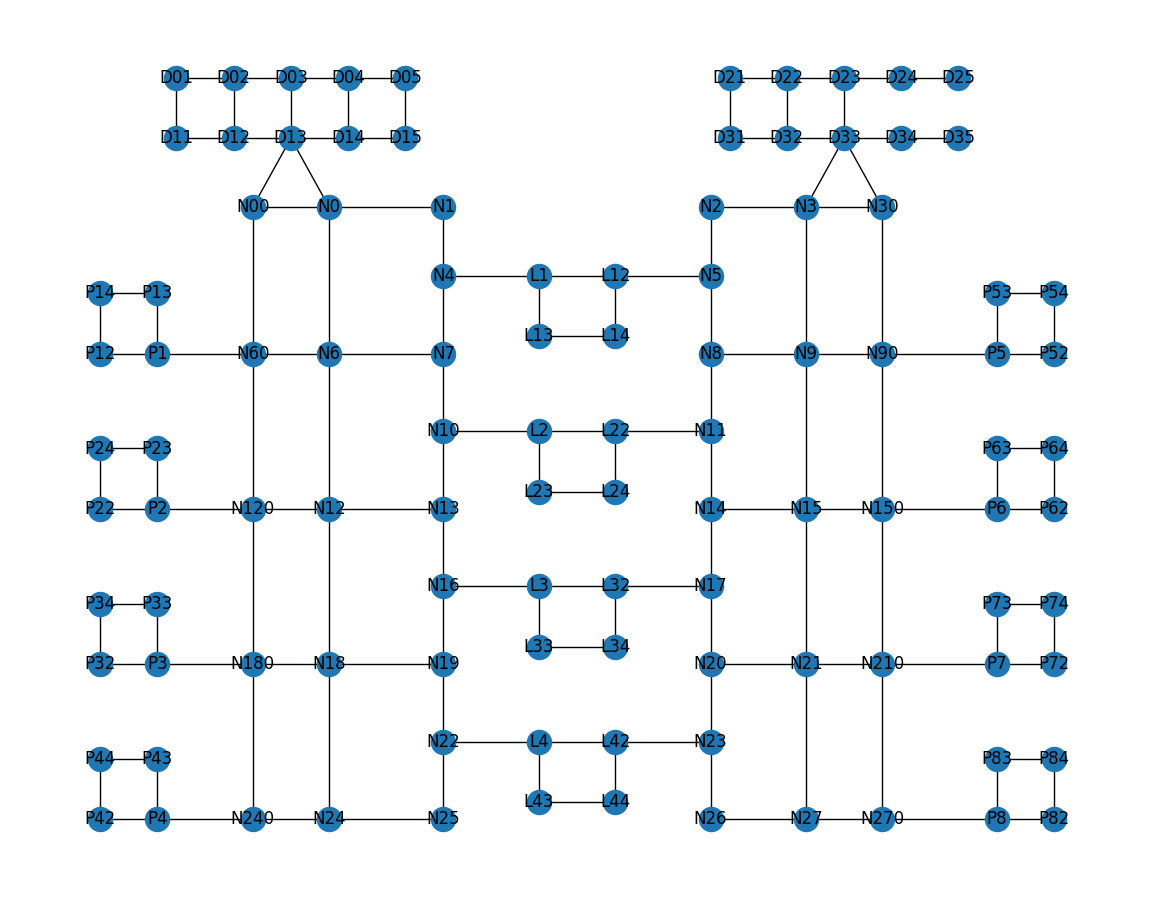 D01 D02 D03 D04 D05 D21 D22 D23 D24 D25
D11 D12 D13 D14 D15 D31 D32 D33 D34 D35
N00 N0 N1 N2 N3 N30
N4 L1 L12 N5
P14 P13 P53 P54
L13 L14
P12 P1 N60 N6 N7 N8 N9 N90 P5 P52
N10 L2 L22 N11
P24 P23 P63 P64
L23 L24
P22 P2 N120 N12 N13 N14 N15 N150 P6 P62
N16 L3 L32 N17
P34 P33 P73 P74
L33 L34
P32 P3 N180 N18 N19 N20 N21 N210 P7 P72
N22 L4 L42 N23
P44 P43 P83 P84
L43 L44
P42 P4 N240 N24 N25 N26 N27 N270 P8 P82